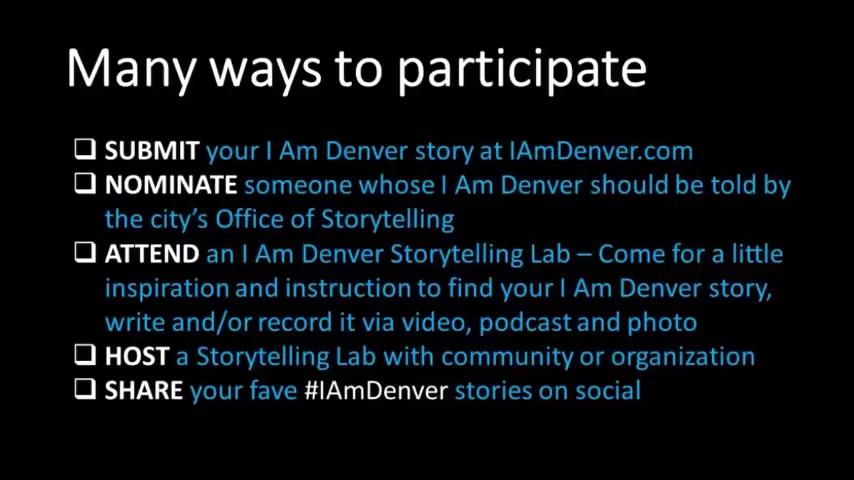 Many ways to participate
❑ SUBMIT your I Am Denver story at IAmDenver.com
❑ NOMINATE someone whose I Am Denver should be told by
the city's Office of Storytelling
❑ ATTEND an I Am Denver Storytelling Lab – Come for a little
inspiration and instruction to find your I Am Denver story,
write and/or record it via video, podcast and photo
❑ HOST a Storytelling Lab with community or organization
❑ SHARE your fave #IAmDenver stories on social